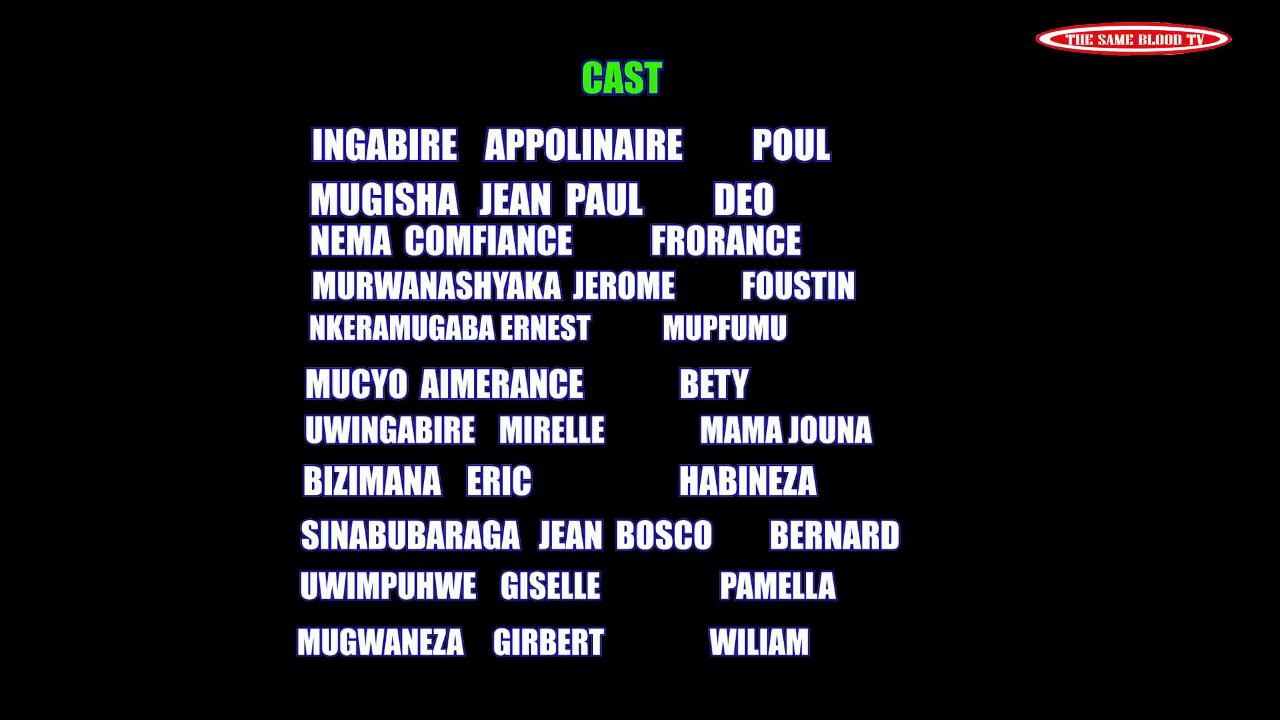 THE SAME BLOOD TV
CAST
INGABIRE APPOLINAIRE POUL
MUGISHA JEAN PAUL DEO
NEMA COMFIANCE FRORANCE
MURWANASHYAKA JEROME FOUSTIN
NKERAMUGABA ERNEST MUPFUMU
MUCYO AIMERANCE BETY
UWINGABIRE MIRELLE MAMA JOUNA
BIZIMANA ERIC HABINEZA
SINABUBARAGA JEAN BOSCO BERNARD
UWIMPUHWE GISELLE PAMELLA
MUGWANEZA GIRBERT WILIAM